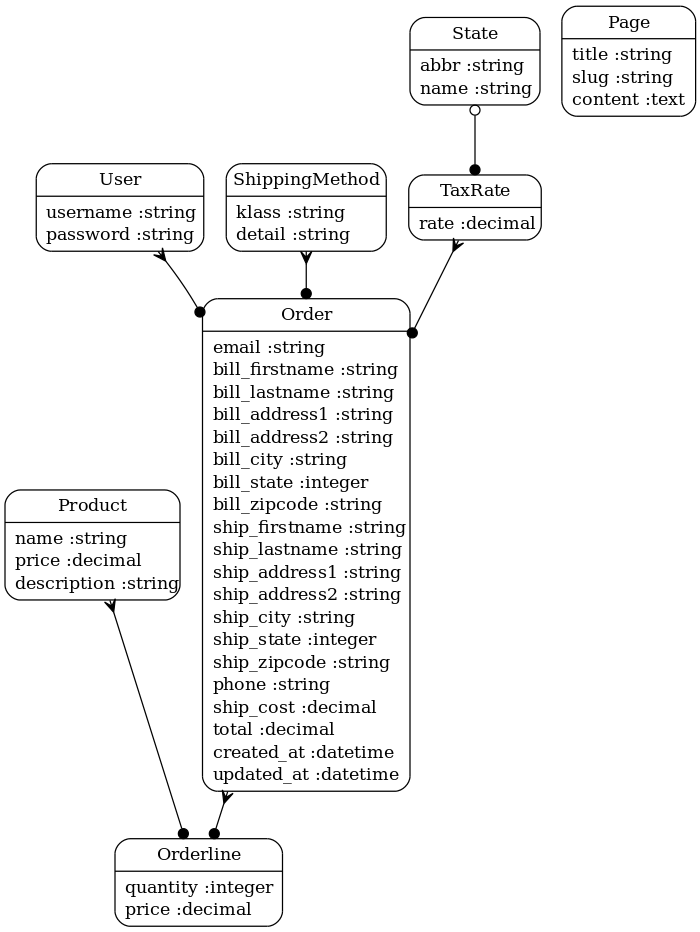 State
abbr :string
name :string
Page
title :string
slug :string
content :text
User
username :string
password :string
ShippingMethod
klass :string
detail :string
TaxRate
rate :decimal
Order
email :string
bill_firstname :string
bill_lastname :string
bill_address1 :string
bill_address2 :string
bill_city :string
bill_state :integer
bill_zipcode :string
ship_firstname :string
ship_lastname :string
ship_address1 :string
ship_address2 :string
ship_city :string
ship_state :integer
ship_zipcode :string
phone :string
ship_cost :decimal
total :decimal
created_at :datetime
updated_at :datetime
Product
name :string
price :decimal
description :string
Orderline
quantity :integer
price :decimal